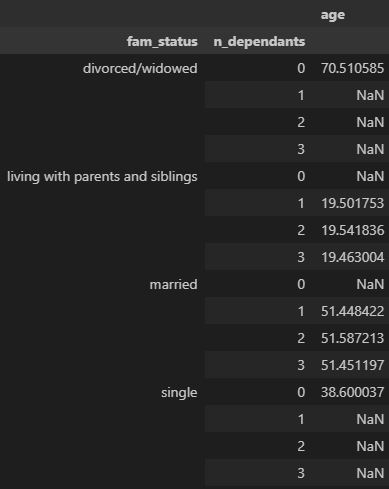 age
fam_status n_dependants
divorced/widowed 0 70.510585
1 NaN
2 NaN
3 NaN
living with parents and siblings 0 NaN
1 19.501753
2 19.541836
3 19.463004
married 0 NaN
1 51.448422
2 51.587213
3 51.451197
single 0 38.600037
1 NaN
2 NaN
3 NaN